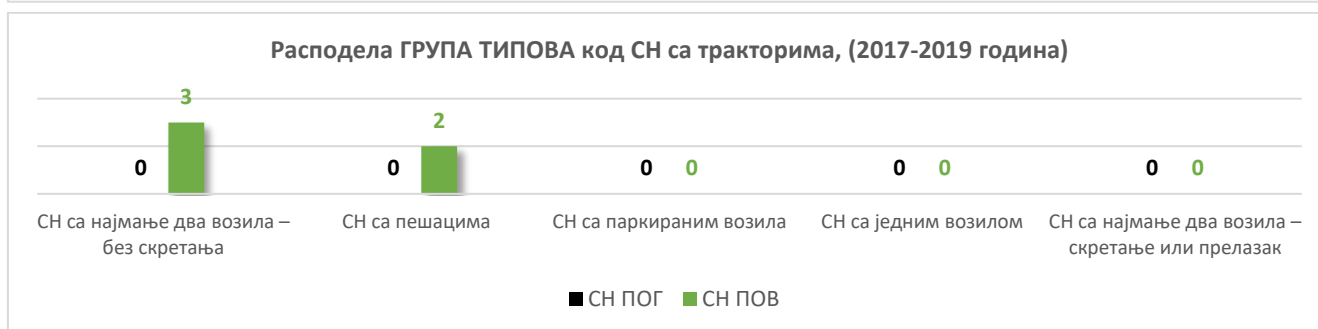 Расподела ГРУПА ТИПОВА код СН са тракторима, (2017-2019 година)
3
2
0
0
0 0
0 0
0 0
СН са најмање два возила –
без скретања
СН са пешацима
СН са паркираним возила
СН са једним возилом
СН са најмање два возила –
скретање или прелазак
СН ПОГ СН ПОВ